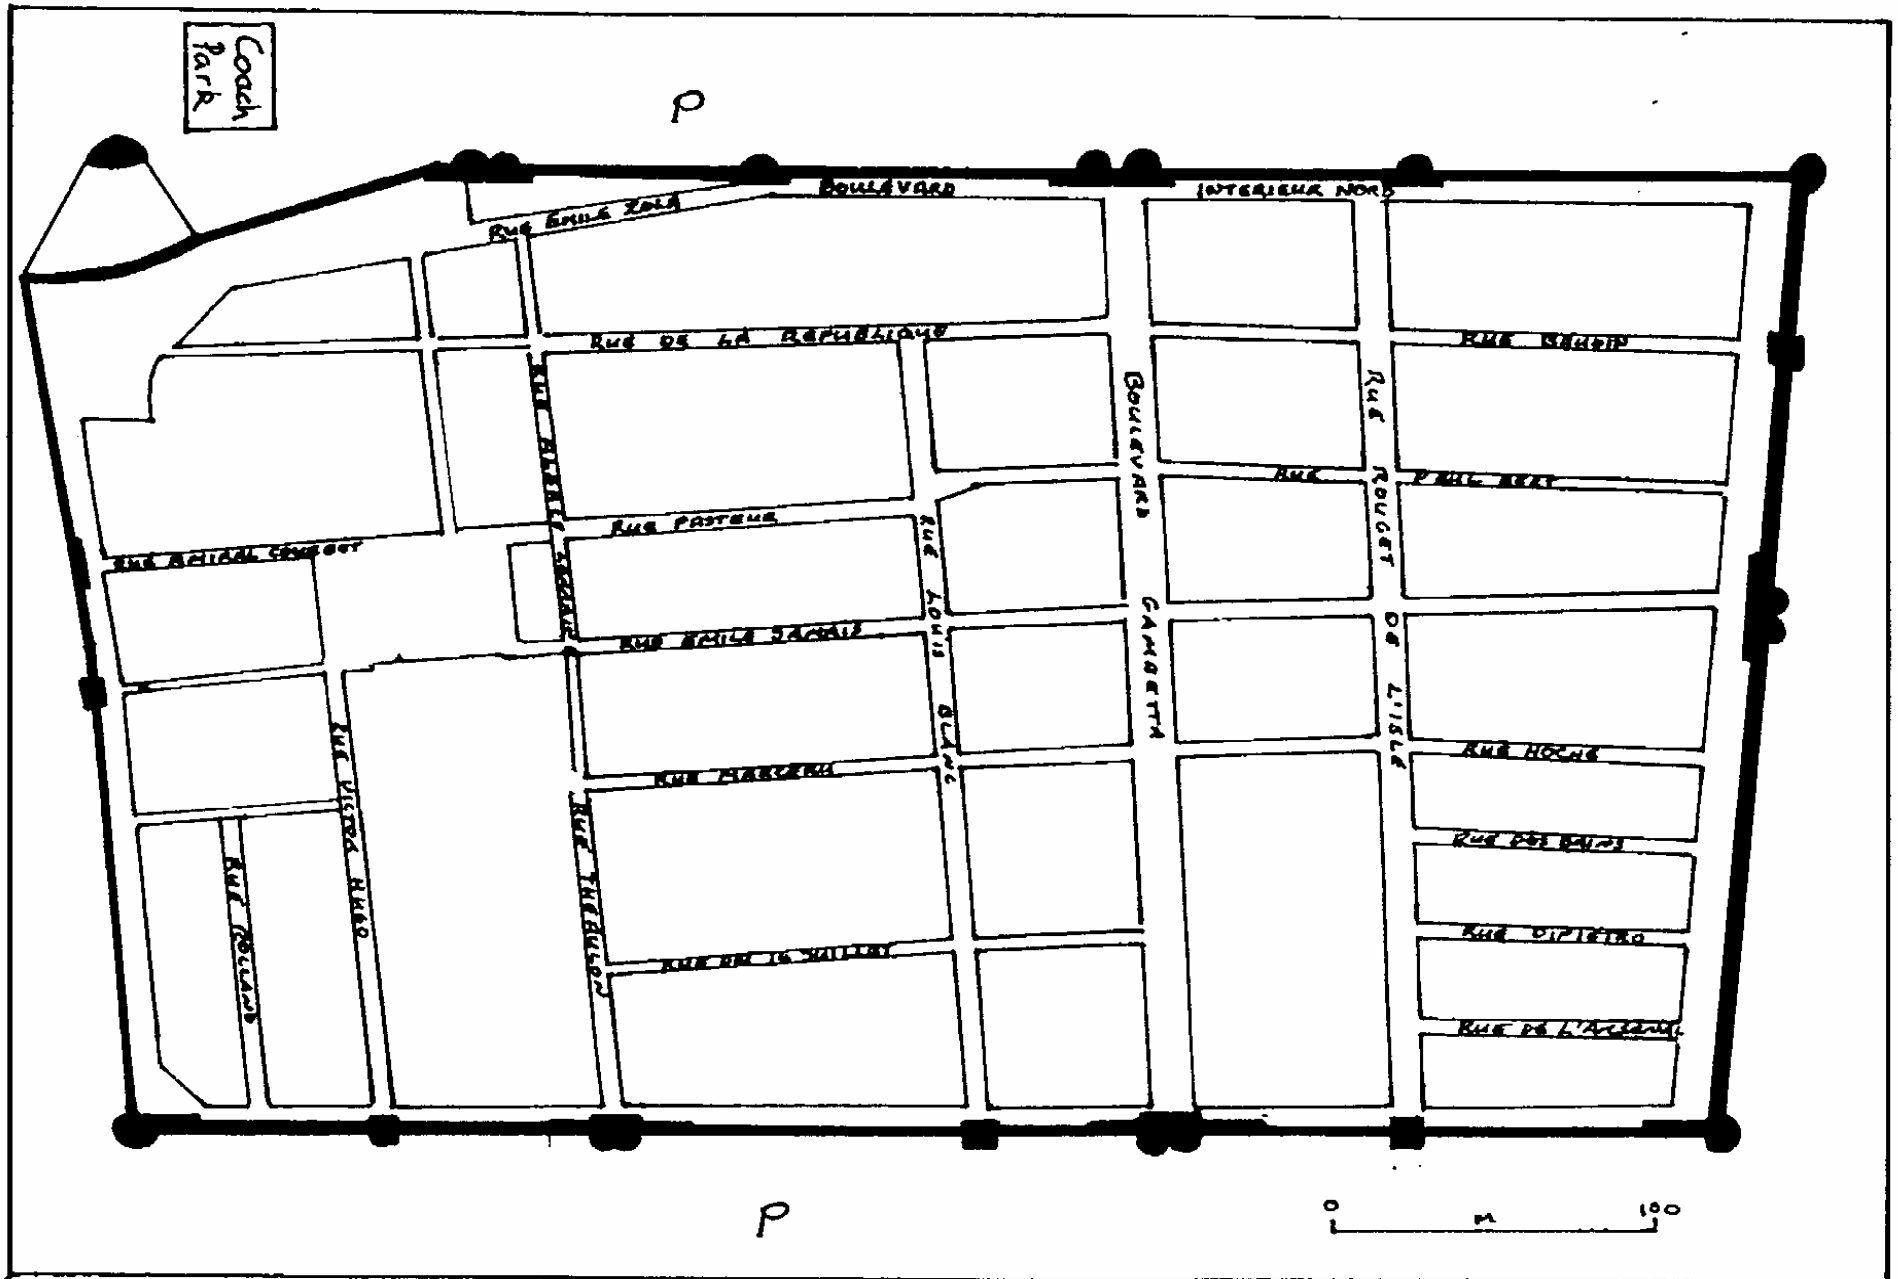 Coach
Park
P
BOULEVARD
INTERIEUR NORD
RUE EMILE ZOLA
RUE DE LA REPUBLIQUE
RUE BAUDIN
BOULEVARD GAMBETTA
RUE ROUGET DE L'ISLE
RUE PAUL BERT
RUE PASTEUR
RUE LOUIS BLANC
RUE AMIRAL COURBET
RUE EMILE JAMAIS
RUE VICTOR HUGO
RUE MARCEAU
RUE HOCHE
RUE THEAULON
RUE DES BAINS
RUE ROLLAND
RUE DIPIETRO
RUE DE L'ARSENAL
P
0 100
M